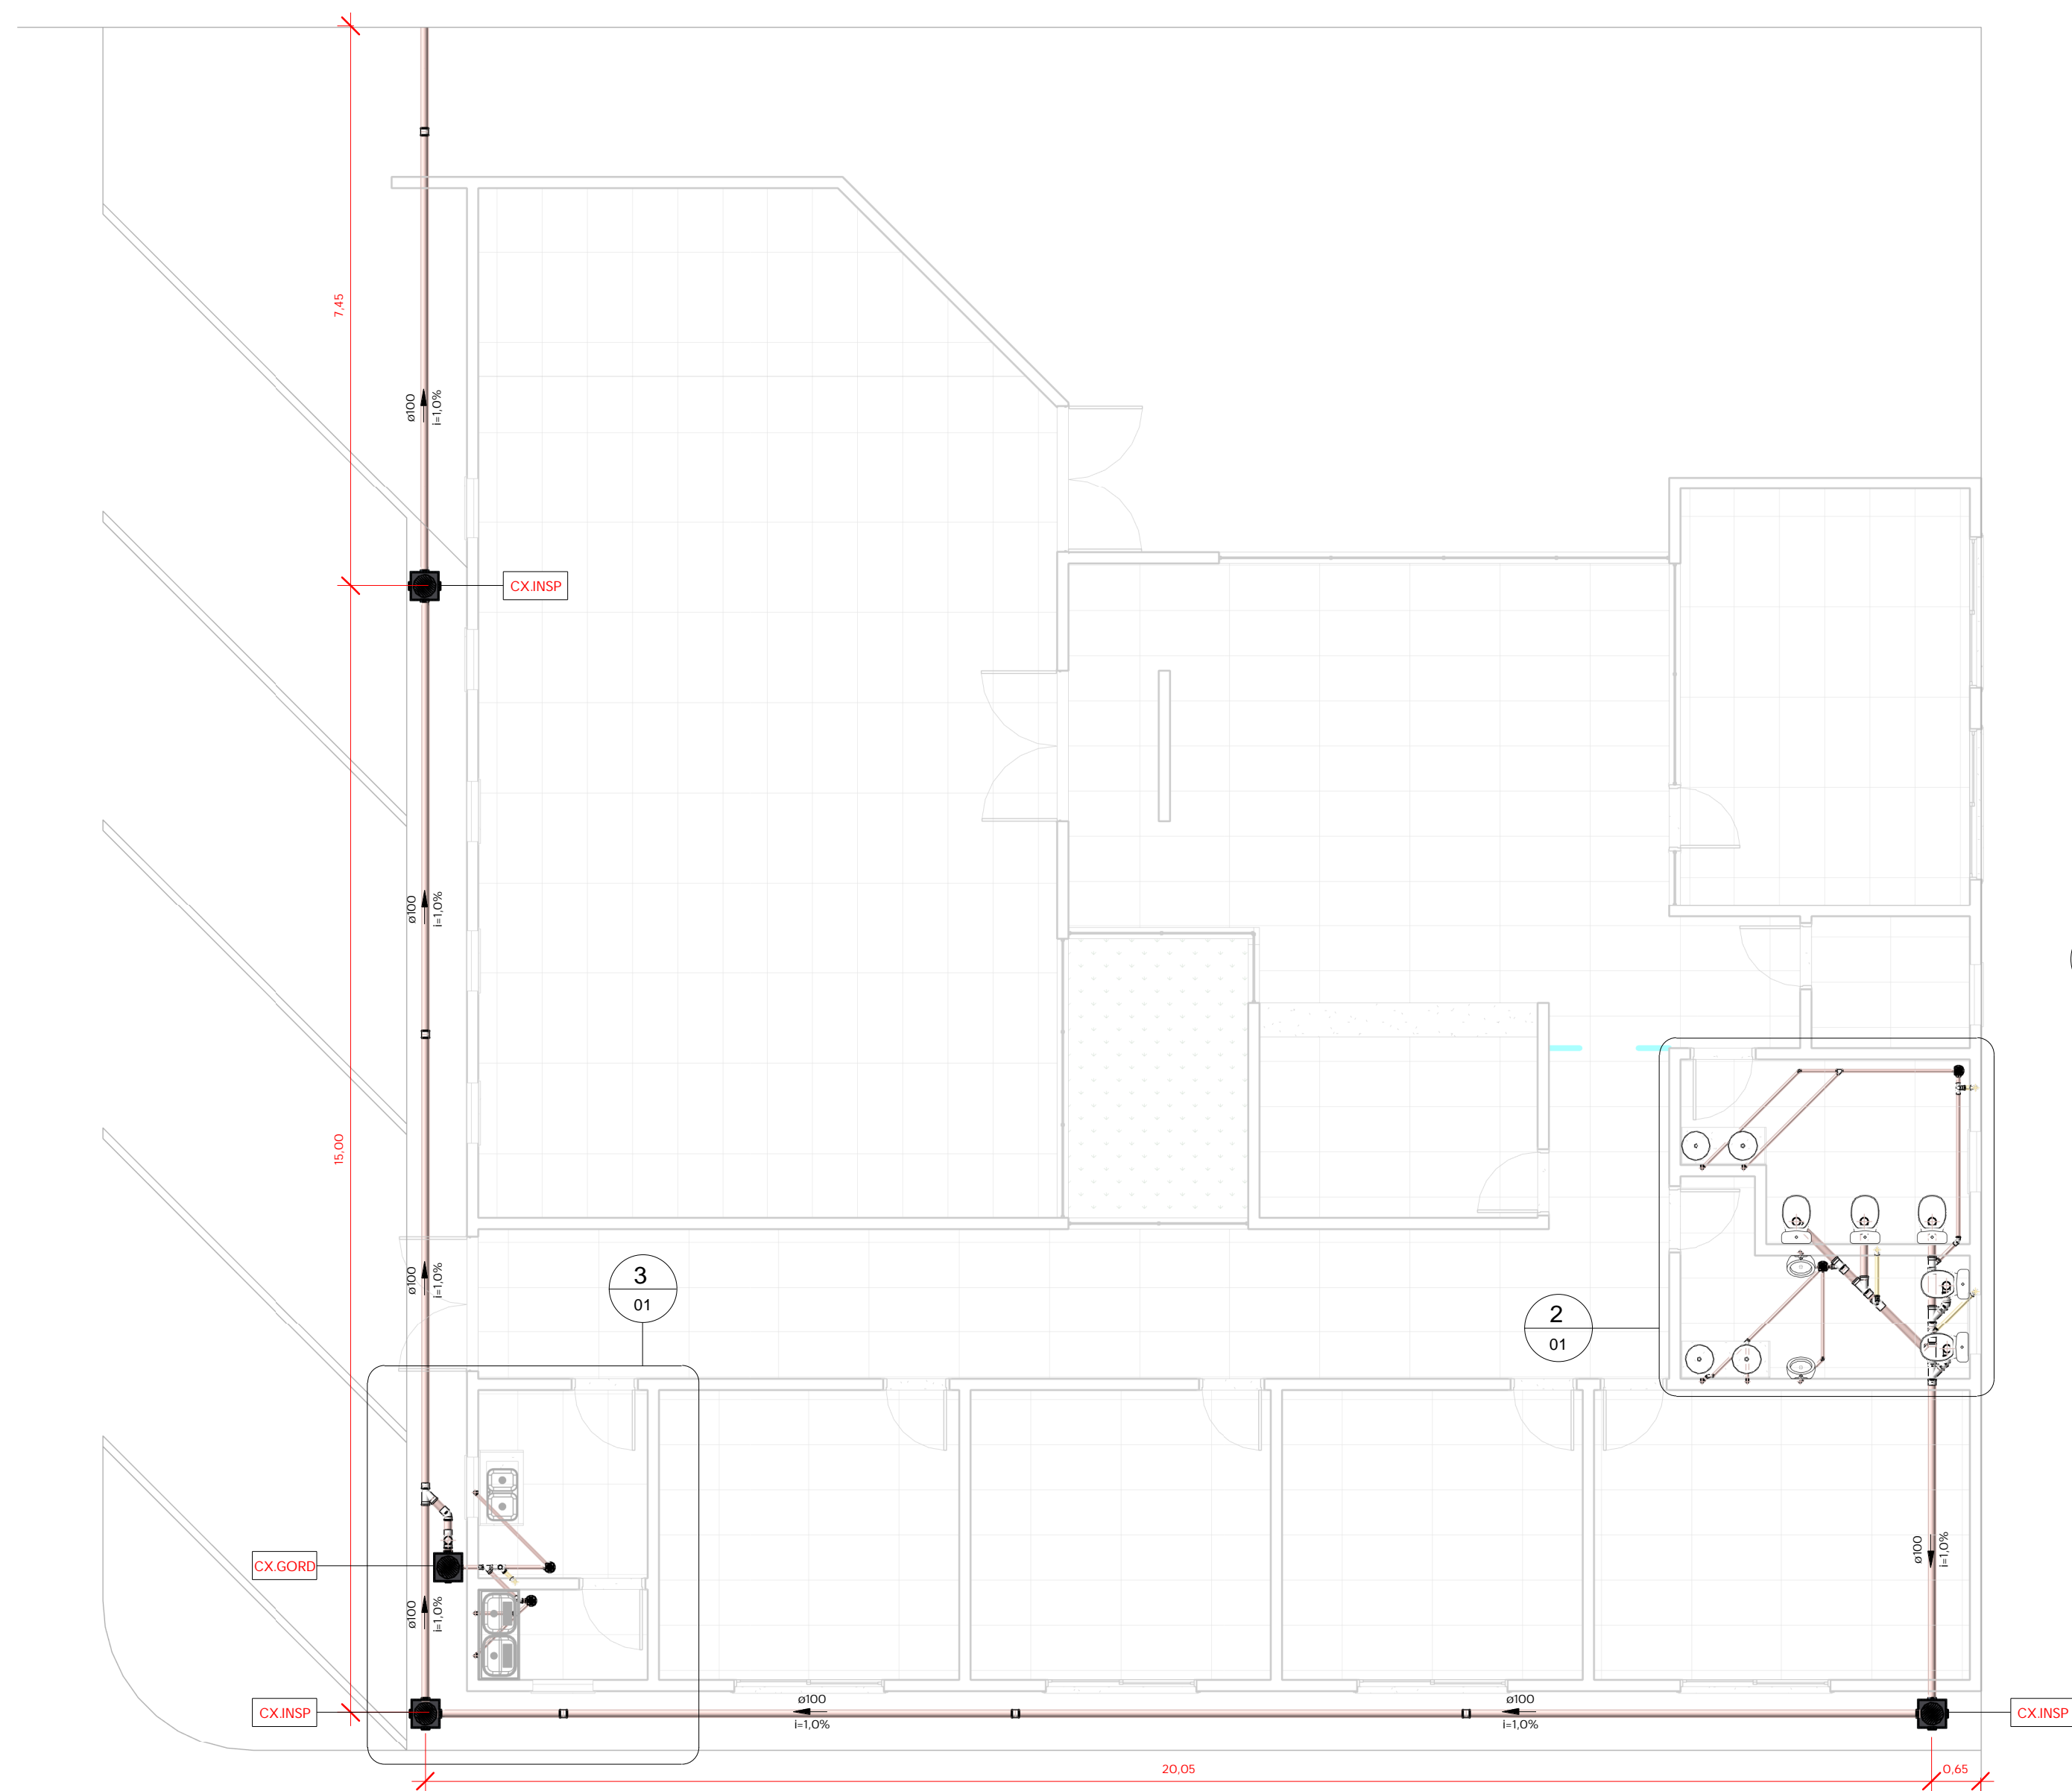 7,45
ø100
i=1,0%
CX.INSP
ø100
i=1,0%
15,00
ø100
i=1,0%
3
01
2
01
ø100
i=1,0%
CX.GORD
ø100
i=1,0%
CX.INSP
ø100
i=1,0%
ø100
i=1,0%
CX.INSP
20,05
0,65